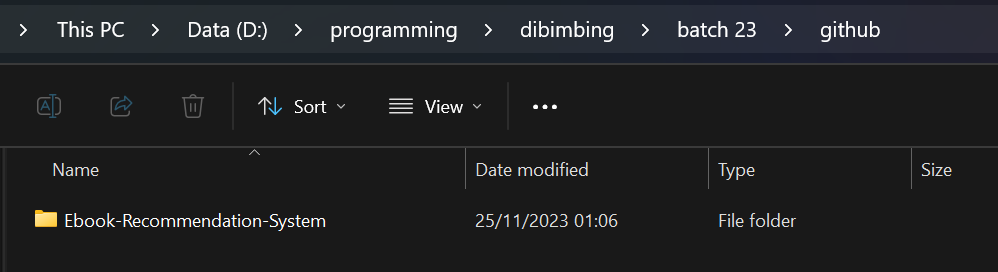 This PC > Data (D:) > programming > dibimbing > batch 23 > github
Sort View
Name Date modified Type Size
Ebook-Recommendation-System 25/11/2023 01:06 File folder